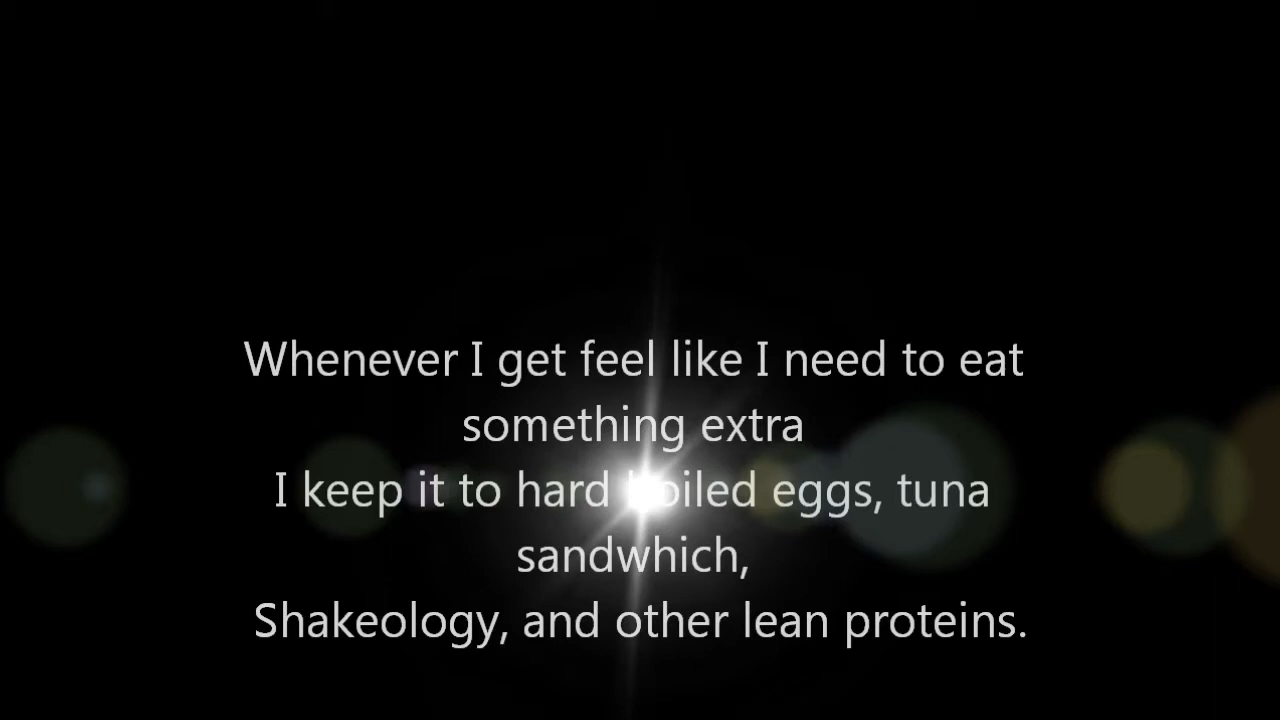 Whenever I get feel like I need to eat
something extra
I keep it to hard boiled eggs, tuna
sandwhich,
Shakeology, and other lean proteins.